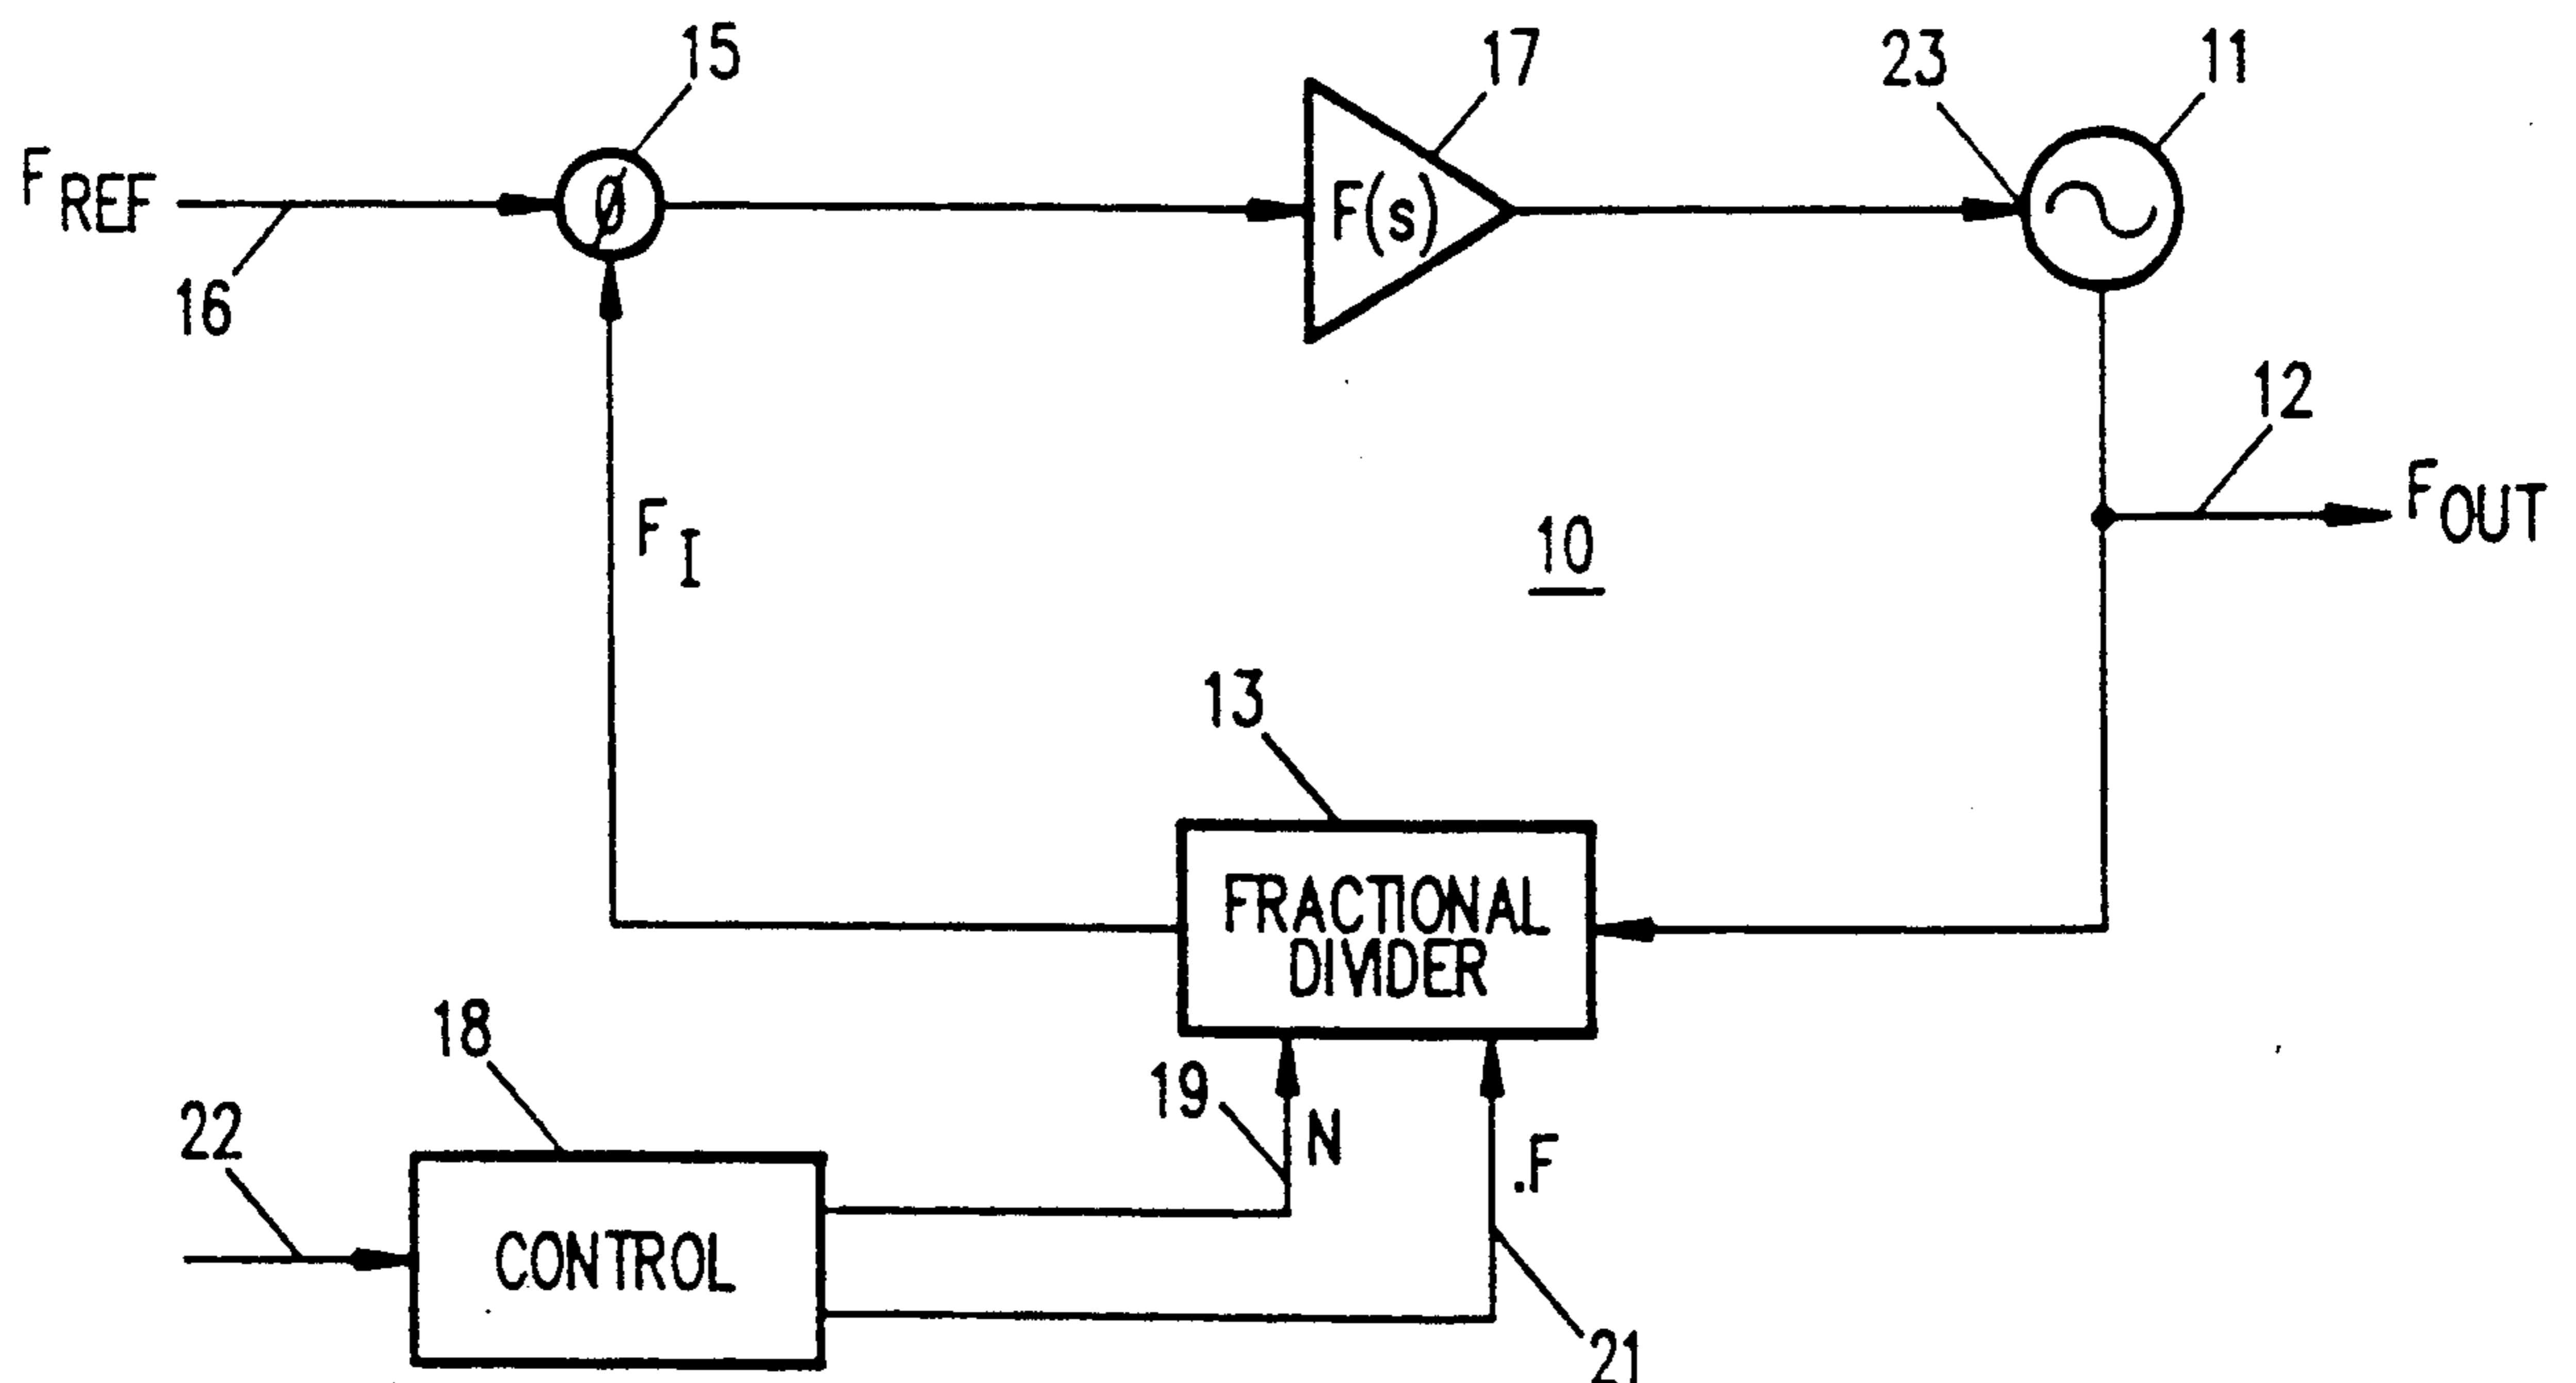 15
17
23
11
F REF
Ø
F(s)
16
12
F I
F OUT
10
13
FRACTIONAL
DIVIDER
18
19
N
22
.F
CONTROL
21